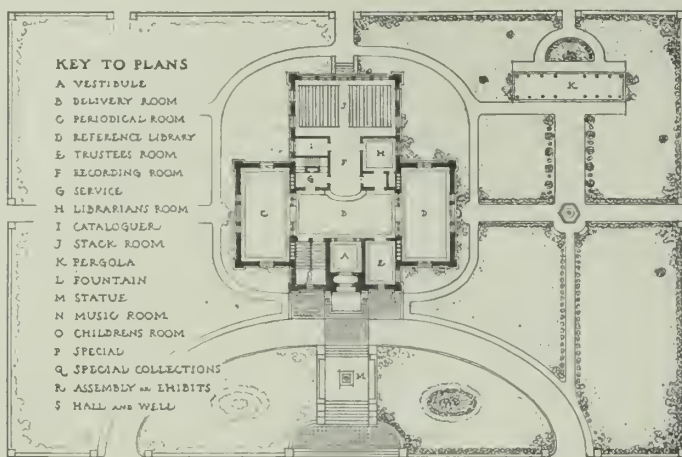 KEY TO PLANS
A VESTIBULE
B DELIVERY ROOM
C PERIODICAL ROOM
D REFERENCE LIBRARY
E TRUSTEES ROOM
F RECORDING ROOM
G SERVICE
H LIBRARIANS ROOM
I CATALOGUER
J STACK ROOM
K PERGOLA
L FOUNTAIN
M STATUE
N MUSIC ROOM
O CHILDRENS ROOM
P SPECIAL
Q SPECIAL COLLECTIONS
R ASSEMBLY OR EHIBITS
S HALL AND WELL
K
J
I
H
F
G
C
B
D
A
E
M